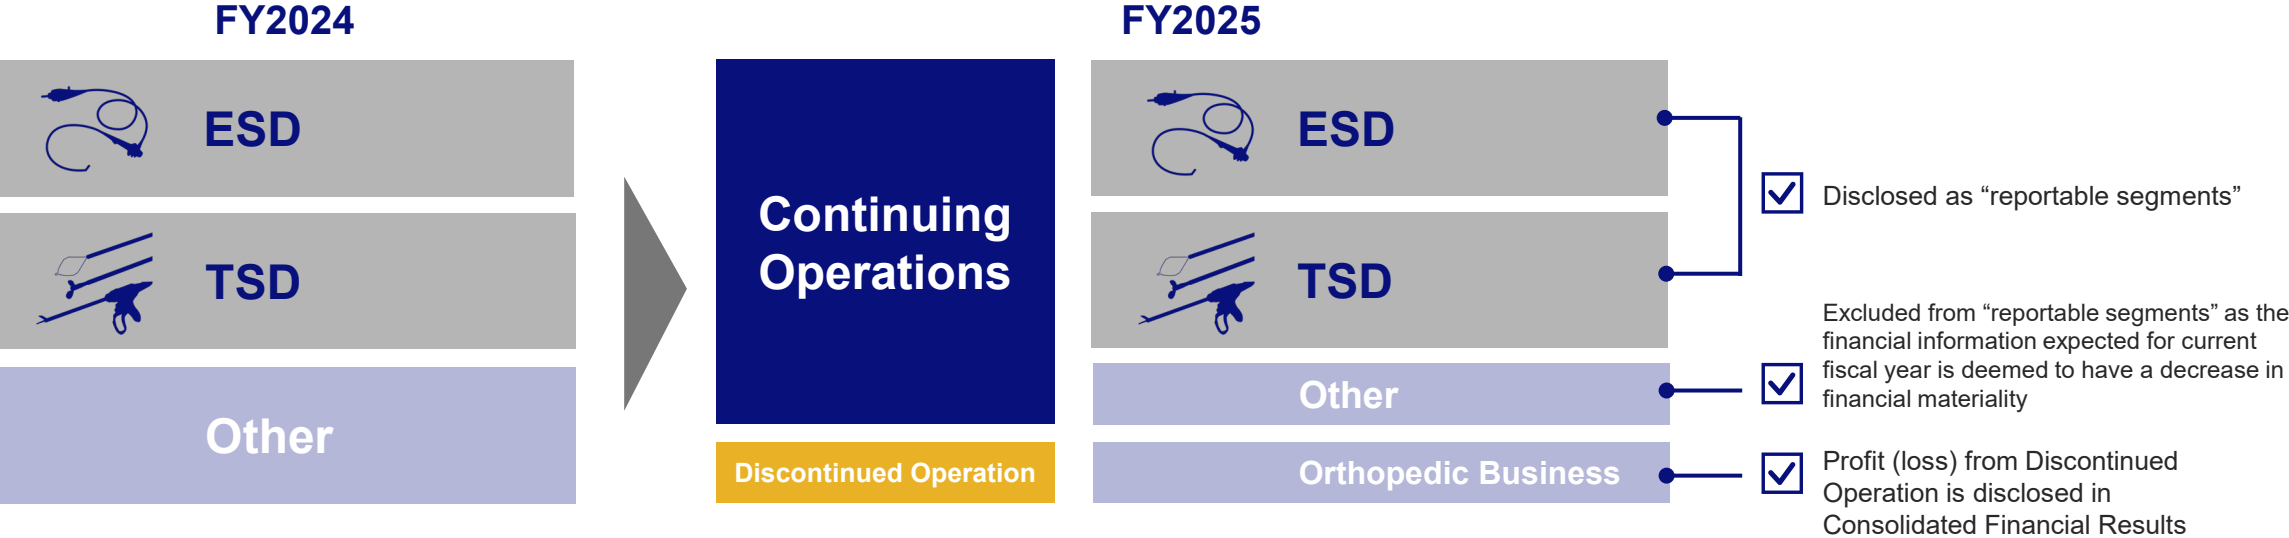 FY2024
FY2025
ESD
TSD
Other
Continuing
Operations
Discontinued Operation
ESD
TSD
Other
Orthopedic Business
Disclosed as “reportable segments”
Excluded from “reportable segments” as the
financial information expected for current
fiscal year is deemed to have a decrease in
financial materiality
Profit (loss) from Discontinued
Operation is disclosed in
Consolidated Financial Results